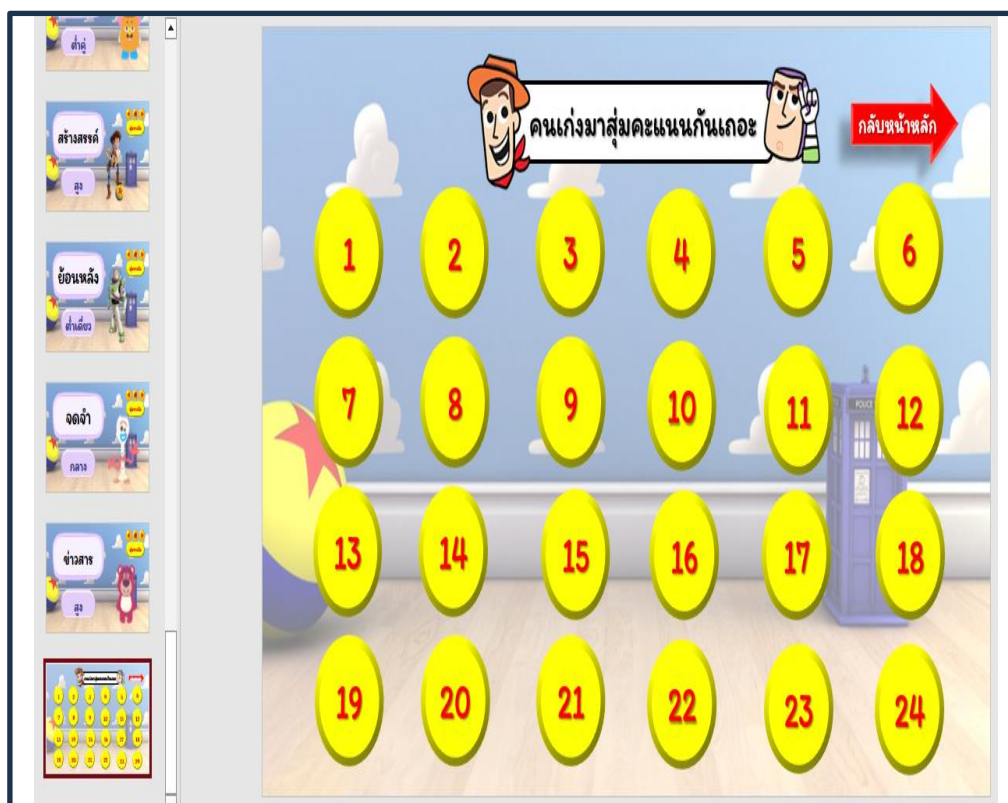 ต่ำคู่
สร้างสรรค์
สูง
ย้อนหลัง
ต่ำเดี่ยว
จดจำ
กลาง
ข่าวสาร
สูง
คนเก่งมาสุ่มคะแนนกันเถอะ
กลับหน้าหลัก
1 2 3 4 5 6
7 8 9 10 11 12
POLICE
13 14 15 16 17 18
19 20 21 22 23 24